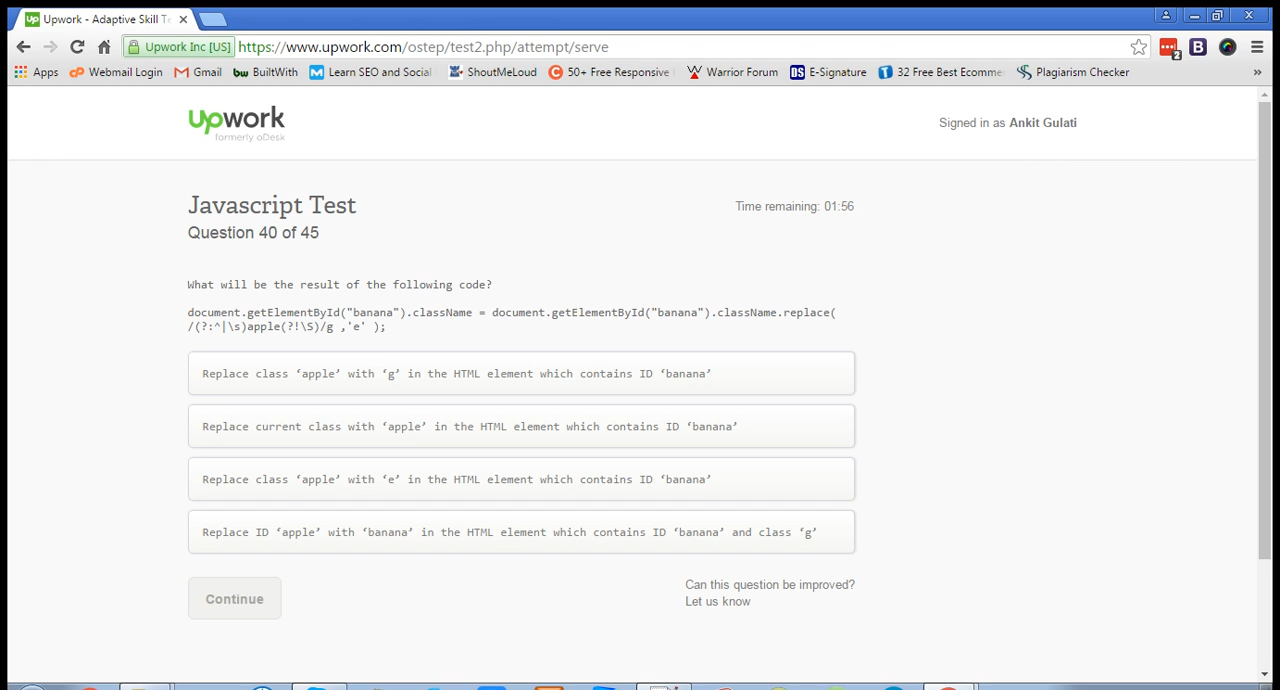 Upwork - Adaptive Skill Te
Upwork Inc [US] https://www.upwork.com/ostep/test2.php/attempt/serve
2
B
Apps cP Webmail Login Gmail bw BuiltWith Learn SEO and Social ShoutMeLoud 50+ Free Responsive Warrior Forum DS E-Signature 32 Free Best Ecomme Plagiarism Checker »
upwork
formerly oDesk
Signed in as Ankit Gulati
Javascript Test
Time remaining: 01:56
Question 40 of 45
What will be the result of the following code?
document.getElementById("banana").className = document.getElementById("banana").className.replace(
/(?:^|\s)apple(?!\S)/g ,'e' );
Replace class ‘apple’ with ‘g’ in the HTML element which contains ID ‘banana’
Replace current class with ‘apple’ in the HTML element which contains ID ‘banana’
Replace class ‘apple’ with ‘e’ in the HTML element which contains ID ‘banana’
Replace ID ‘apple’ with ‘banana’ in the HTML element which contains ID ‘banana’ and class ‘g’
Continue
Can this question be improved?
Let us know